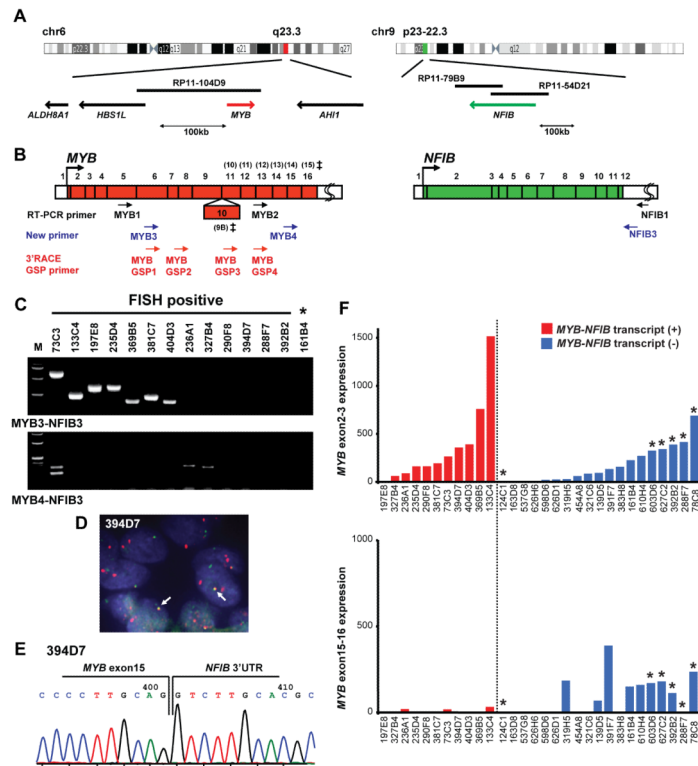 A
chr6
q23.3
chr9
p23-22.3
q22.3
q12
q13
q21
q27
q12
RP11-104D9
RP11-79B9
RP11-54D21
ALDH8A1
HBS1L
MYB
AHI1
NFIB
100kb
100kb
B
MYB
NFIB
(10) (11) (12) (13) (14) (15) ‡
1 2 3 4 5 6 7 8 9 11 12 13 14 15 16
1 2 3 4 5 6 7 8 9 10 11 12
RT-PCR primer
MYB1
10
MYB2
NFIB1
(9B) ‡
New primer
MYB3
MYB4
NFIB3
3'RACE
GSP primer
MYB GSP1
MYB GSP2
MYB GSP3
MYB GSP4
C
FISH positive
*
M 73C3 133C4 197E8 235D4 369B5 381C7 404D3 236A1 327B4 290F8 394D7 288F7 392B2 161B4
MYB3-NFIB3
MYB4-NFIB3
D
394D7
E
394D7
MYB exon15
NFIB 3'UTR
400
410
C C C C T T G C A G G T C T T G C A C G C
F
MYB-NFIB transcript (+)
MYB-NFIB transcript (-)
MYB exon2-3 expression
1500
1000
500
0
* * * * * *
197E8 327B4 236A1 235D4 290F8 381C7 73C3 394D7 404D3 369B5 133C4 124C1 163D8 537G8 626H6 598D6 626D1 319H5 454A8 321C6 139D5 391F7 383H8 161B4 610H4 603D6 627C2 392B2 288F7 78C8
MYB exon15-16 expression
1000
500
0
* * * * * *
197E8 327B4 236A1 235D4 290F8 381C7 73C3 394D7 404D3 369B5 133C4 124C1 163D8 537G8 626H6 598D6 626D1 319H5 454A8 321C6 139D5 391F7 383H8 161B4 610H4 603D6 627C2 392B2 288F7 78C8